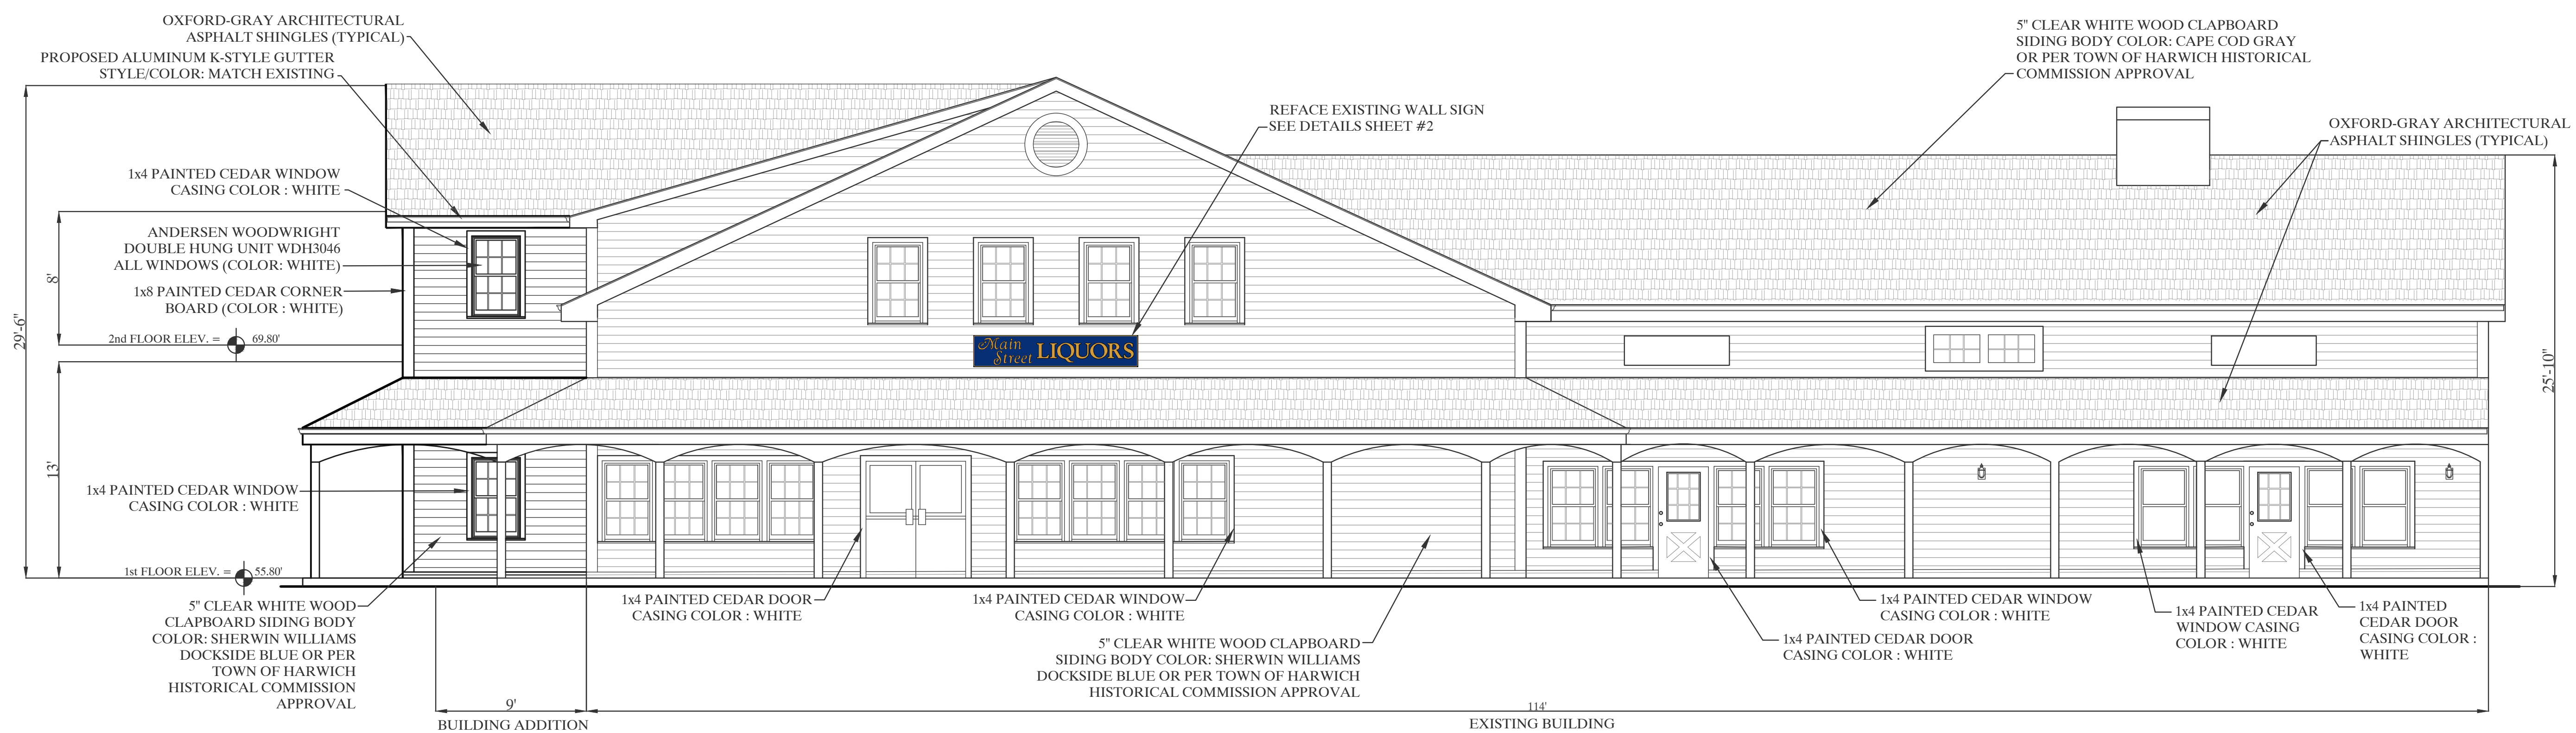 OXFORD-GRAY ARCHITECTURAL
ASPHALT SHINGLES (TYPICAL)
PROPOSED ALUMINUM K-STYLE GUTTER
STYLE/COLOR: MATCH EXISTING
5" CLEAR WHITE WOOD CLAPBOARD
SIDING BODY COLOR: CAPE COD GRAY
OR PER TOWN OF HARWICH HISTORICAL
COMMISSION APPROVAL
REFACE EXISTING WALL SIGN
SEE DETAILS SHEET #2
OXFORD-GRAY ARCHITECTURAL
ASPHALT SHINGLES (TYPICAL)
1x4 PAINTED CEDAR WINDOW
CASING COLOR : WHITE
ANDERSEN WOODWRIGHT
DOUBLE HUNG UNIT WDH3046
ALL WINDOWS (COLOR: WHITE)
1x8 PAINTED CEDAR CORNER
BOARD (COLOR : WHITE)
8'
29'-6"
2nd FLOOR ELEV. = 69.80'
Main
Street LIQUORS
25'-10"
13'
1x4 PAINTED CEDAR WINDOW
CASING COLOR : WHITE
1st FLOOR ELEV. = 55.80'
5" CLEAR WHITE WOOD
CLAPBOARD SIDING BODY
COLOR: SHERWIN WILLIAMS
DOCKSIDE BLUE OR PER
TOWN OF HARWICH
HISTORICAL COMMISSION
APPROVAL
1x4 PAINTED CEDAR DOOR
CASING COLOR : WHITE
1x4 PAINTED CEDAR WINDOW
CASING COLOR : WHITE
5" CLEAR WHITE WOOD CLAPBOARD
SIDING BODY COLOR: SHERWIN WILLIAMS
DOCKSIDE BLUE OR PER TOWN OF HARWICH
HISTORICAL COMMISSION APPROVAL
1x4 PAINTED CEDAR DOOR
CASING COLOR : WHITE
1x4 PAINTED CEDAR WINDOW
CASING COLOR : WHITE
1x4 PAINTED CEDAR
WINDOW CASING
COLOR : WHITE
1x4 PAINTED
CEDAR DOOR
CASING COLOR :
WHITE
9'
BUILDING ADDITION
114'
EXISTING BUILDING